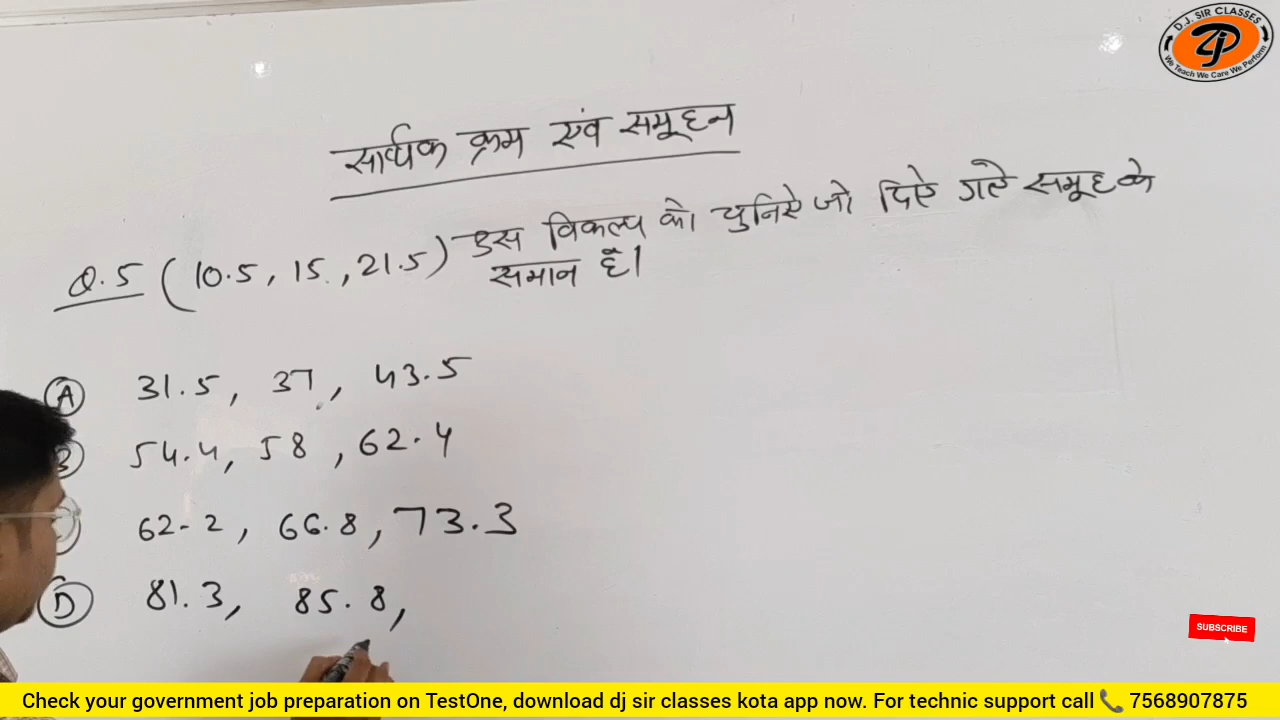 D.J. SIR CLASSES
We Teach We Care We Perform
सार्थक क्रम एंव समूहन
Q.5 (10.5, 15, 21.5) उस विकल्प को चुनिऐ जो दिऐ गऐ समूह के
समान है।
A 31.5, 37, 43.5
54.4, 58, 62.4
62.2, 66.8, 73.3
D 81.3, 85.8,
SUBSCRIBE
Check your government job preparation on TestOne, download dj sir classes kota app now. For technic support call 📞 7568907875